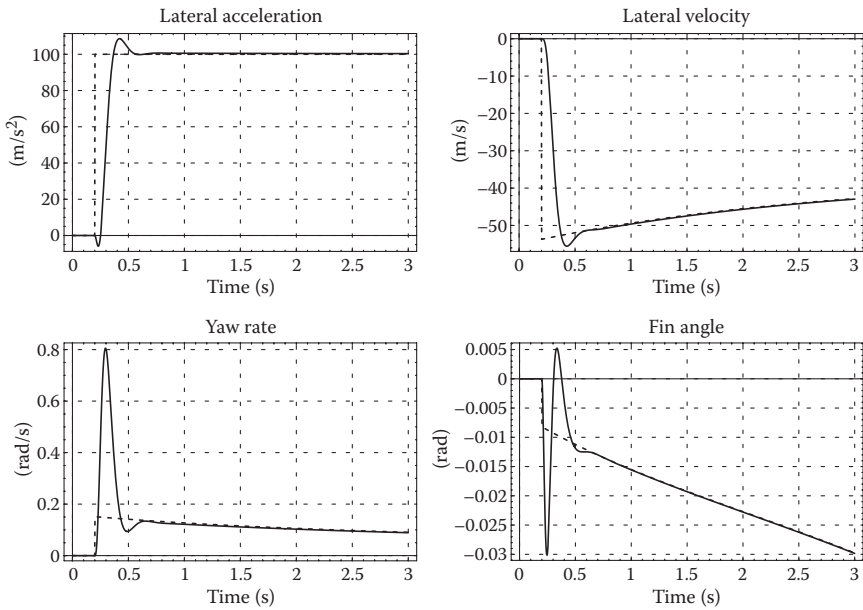 Lateral acceleration
(m/s²)
100
80
60
40
20
0
0 0.5 1 1.5 2 2.5 3
Time (s)
Lateral velocity
(m/s)
0
−10
−20
−30
−40
−50
0 0.5 1 1.5 2 2.5 3
Time (s)
Yaw rate
(rad/s)
0.8
0.6
0.4
0.2
0
0 0.5 1 1.5 2 2.5 3
Time (s)
Fin angle
(rad)
0.005
0
−0.005
−0.01
−0.015
−0.02
−0.025
−0.03
0 0.5 1 1.5 2 2.5 3
Time (s)